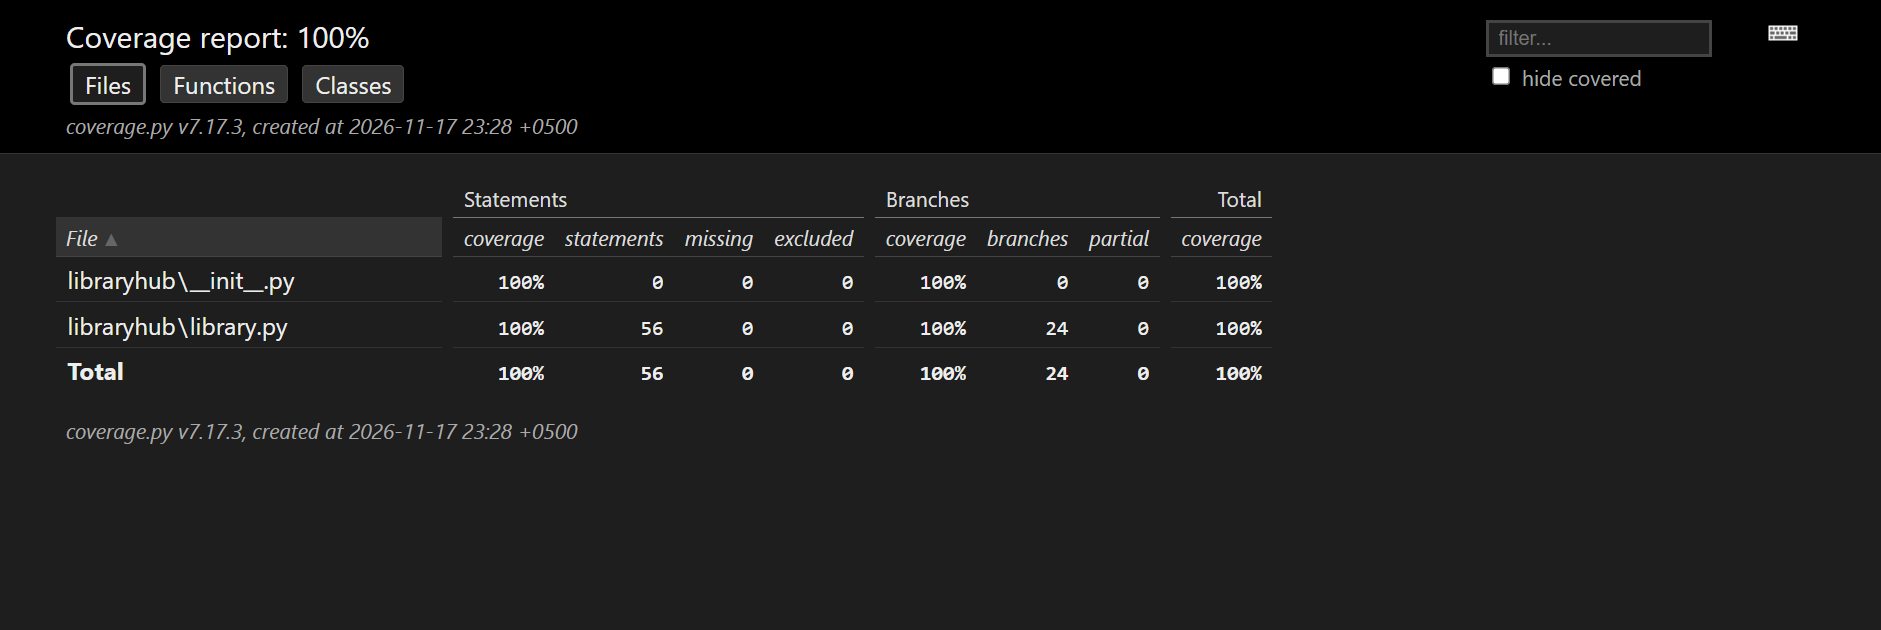 Coverage report: 100%
filter...
hide covered
Files Functions Classes
coverage.py v7.17.3, created at 2026-11-17 23:28 +0500
Statements Branches Total
File ▲ coverage statements missing excluded coverage branches partial coverage
libraryhub\__init__.py 100% 0 0 0 100% 0 0 100%
libraryhub\library.py 100% 56 0 0 100% 24 0 100%
Total 100% 56 0 0 100% 24 0 100%
coverage.py v7.17.3, created at 2026-11-17 23:28 +0500